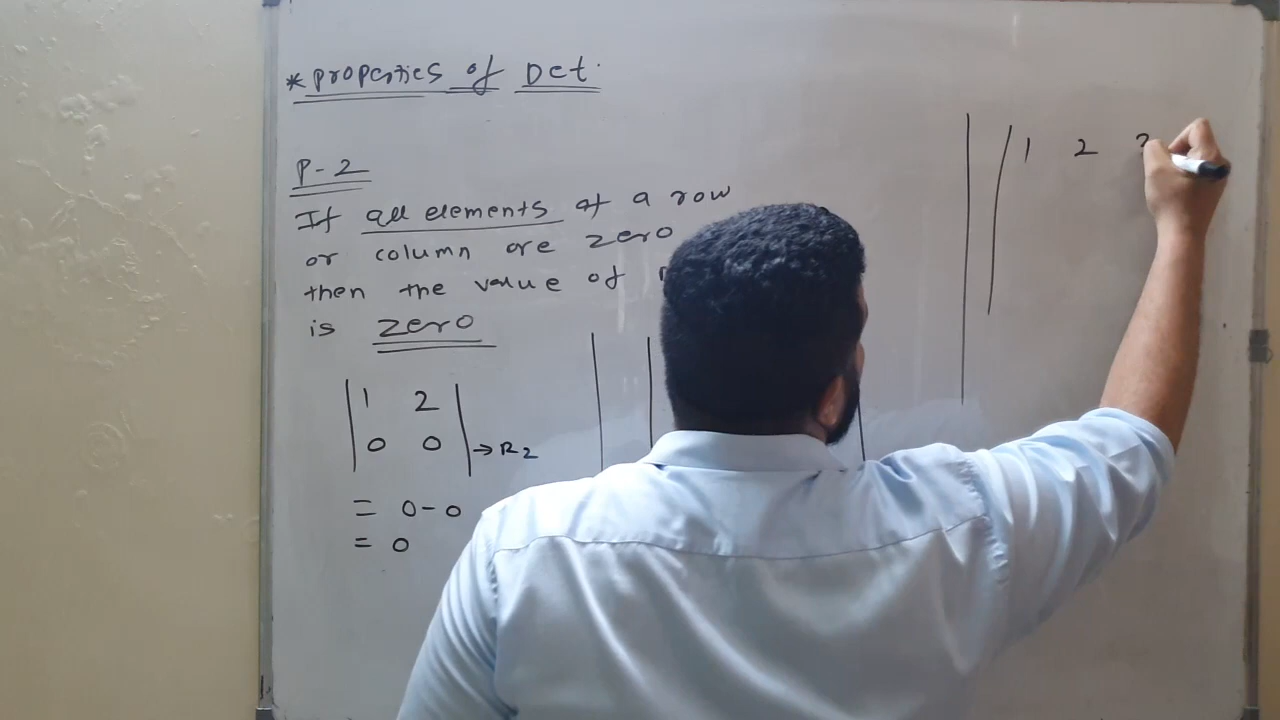 * Properties of Det.
P-2
If all elements of a row
or column are zero
then the value of
is zero
1 2
0 0 → R2
= 0 - 0
= 0
1 2